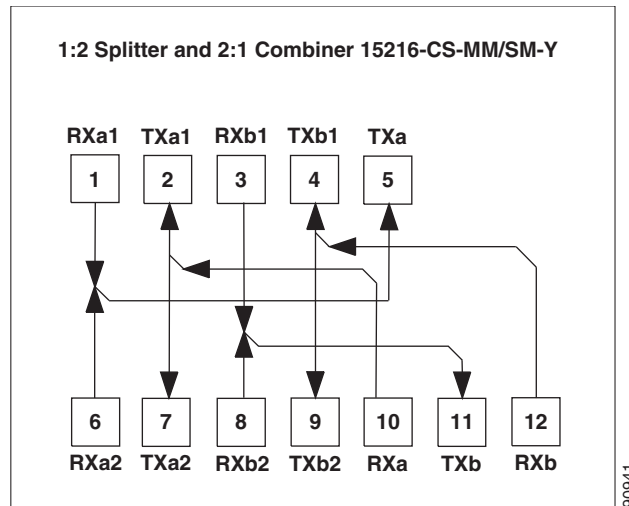 1:2 Splitter and 2:1 Combiner 15216-CS-MM/SM-Y
RXa1 TXa1 RXb1 TXb1 TXa
1 2 3 4 5
6 7 8 9 10 11 12
RXa2 TXa2 RXb2 TXb2 RXa TXb RXb
90941